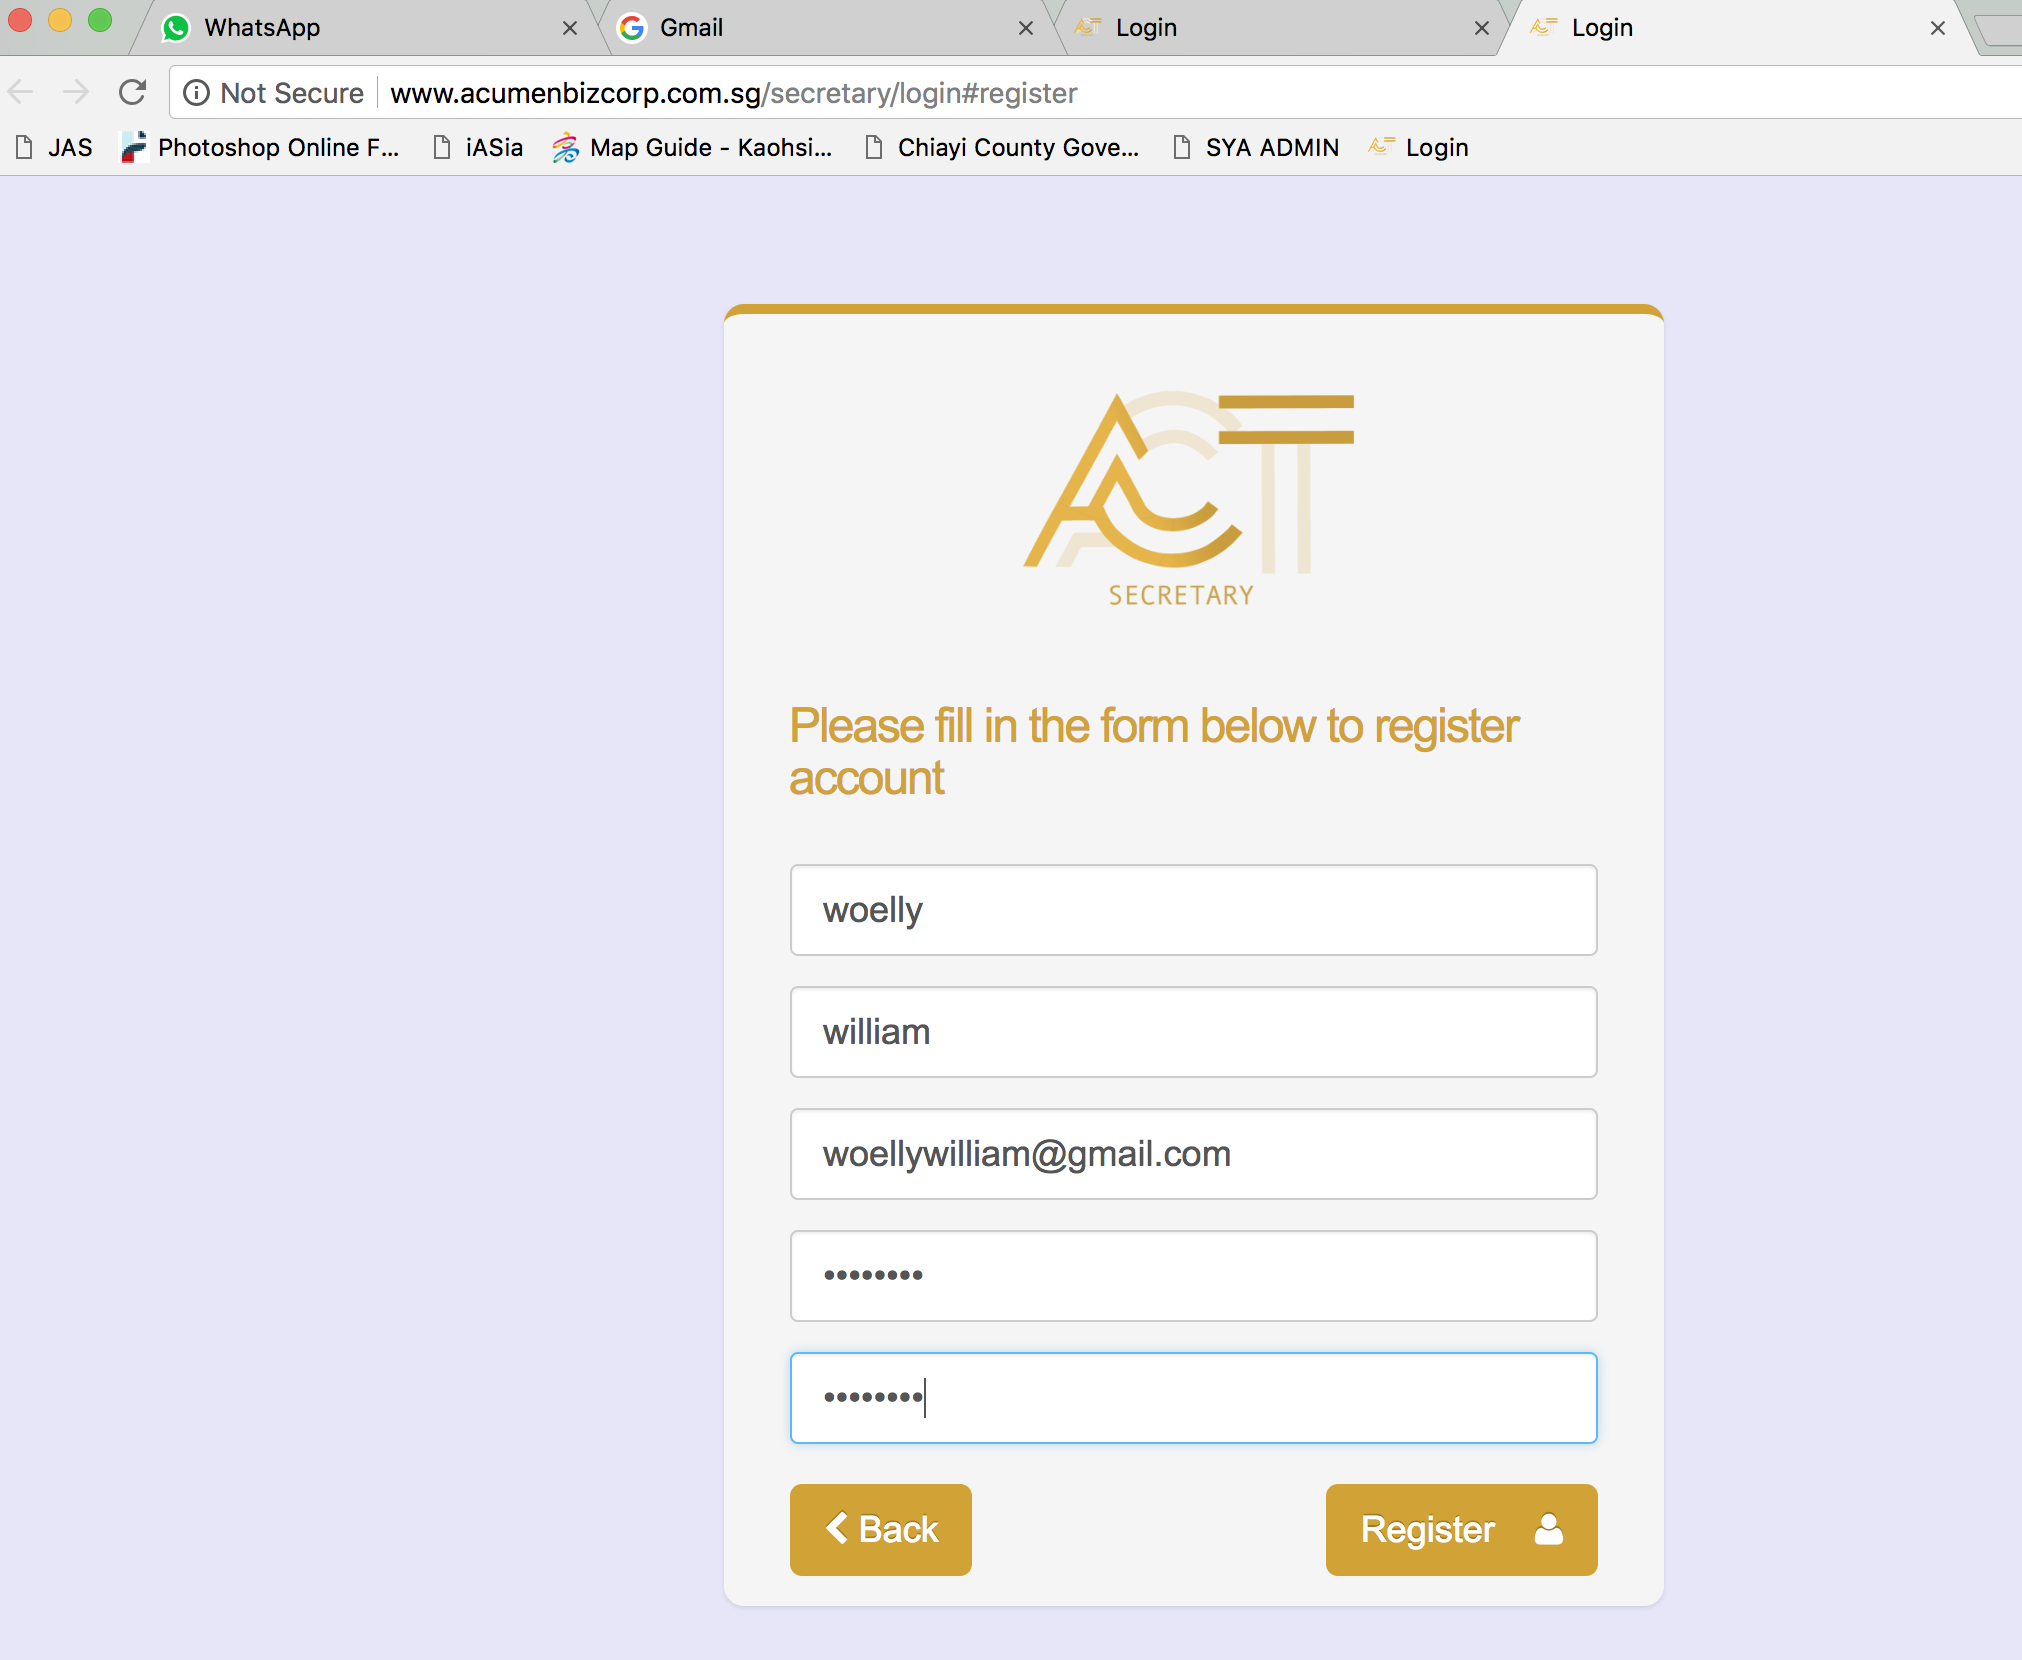 WhatsApp
Gmail
Login
Login
Not Secure
www.acumenbizcorp.com.sg/secretary/login#register
JAS
Photoshop Online F...
iASia
Map Guide - Kaohsi...
Chiayi County Gove...
SYA ADMIN
Login
ACT
SECRETARY
Please fill in the form below to register
account
woelly
william
woellywilliam@gmail.com
••••••••
••••••••
Back
Register